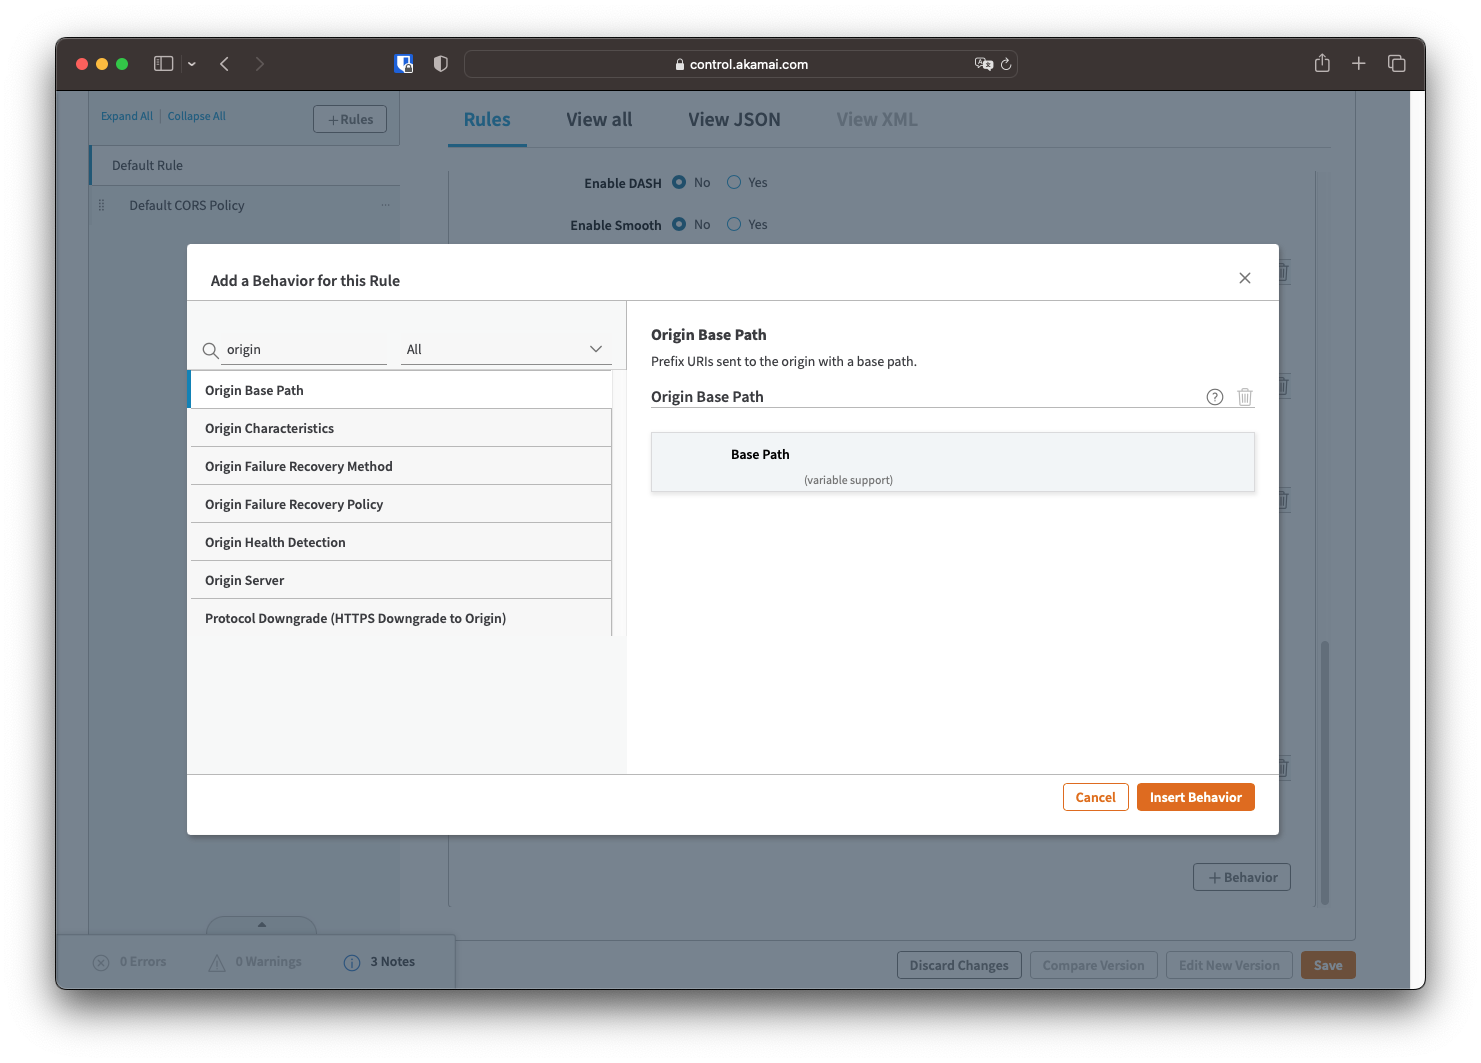 control.akamai.com
Expand All | Collapse All
+ Rules
Default Rule
Default CORS Policy
Rules
View all
View JSON
View XML
Enable DASH No Yes
Enable Smooth No Yes
Add a Behavior for this Rule
origin
All
Origin Base Path
Origin Characteristics
Origin Failure Recovery Method
Origin Failure Recovery Policy
Origin Health Detection
Origin Server
Protocol Downgrade (HTTPS Downgrade to Origin)
Origin Base Path
Prefix URIs sent to the origin with a base path.
Origin Base Path
Base Path
(variable support)
Cancel
Insert Behavior
+ Behavior
0 Errors
0 Warnings
3 Notes
Discard Changes
Compare Version
Edit New Version
Save